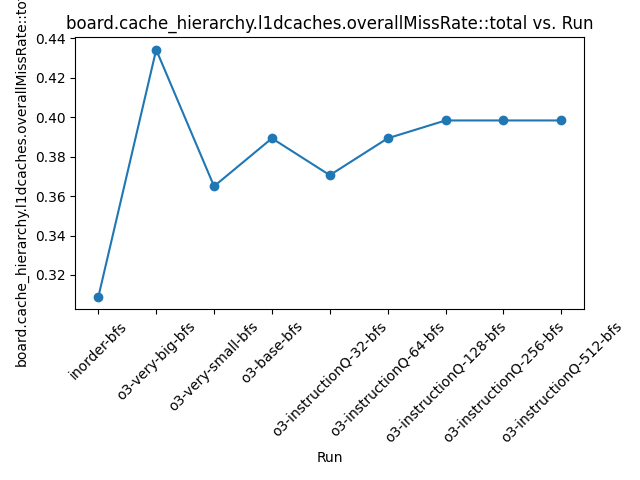 board.cache_hierarchy.l1dcaches.overallMissRate::total vs. Run
board.cache_hierarchy.l1dcaches.overallMissRate::to
0.44
0.42
0.40
0.38
0.36
0.34
0.32
inorder-bfs
o3-very-big-bfs
o3-very-small-bfs
o3-base-bfs
o3-instructionQ-32-bfs
o3-instructionQ-64-bfs
o3-instructionQ-128-bfs
o3-instructionQ-256-bfs
o3-instructionQ-512-bfs
Run